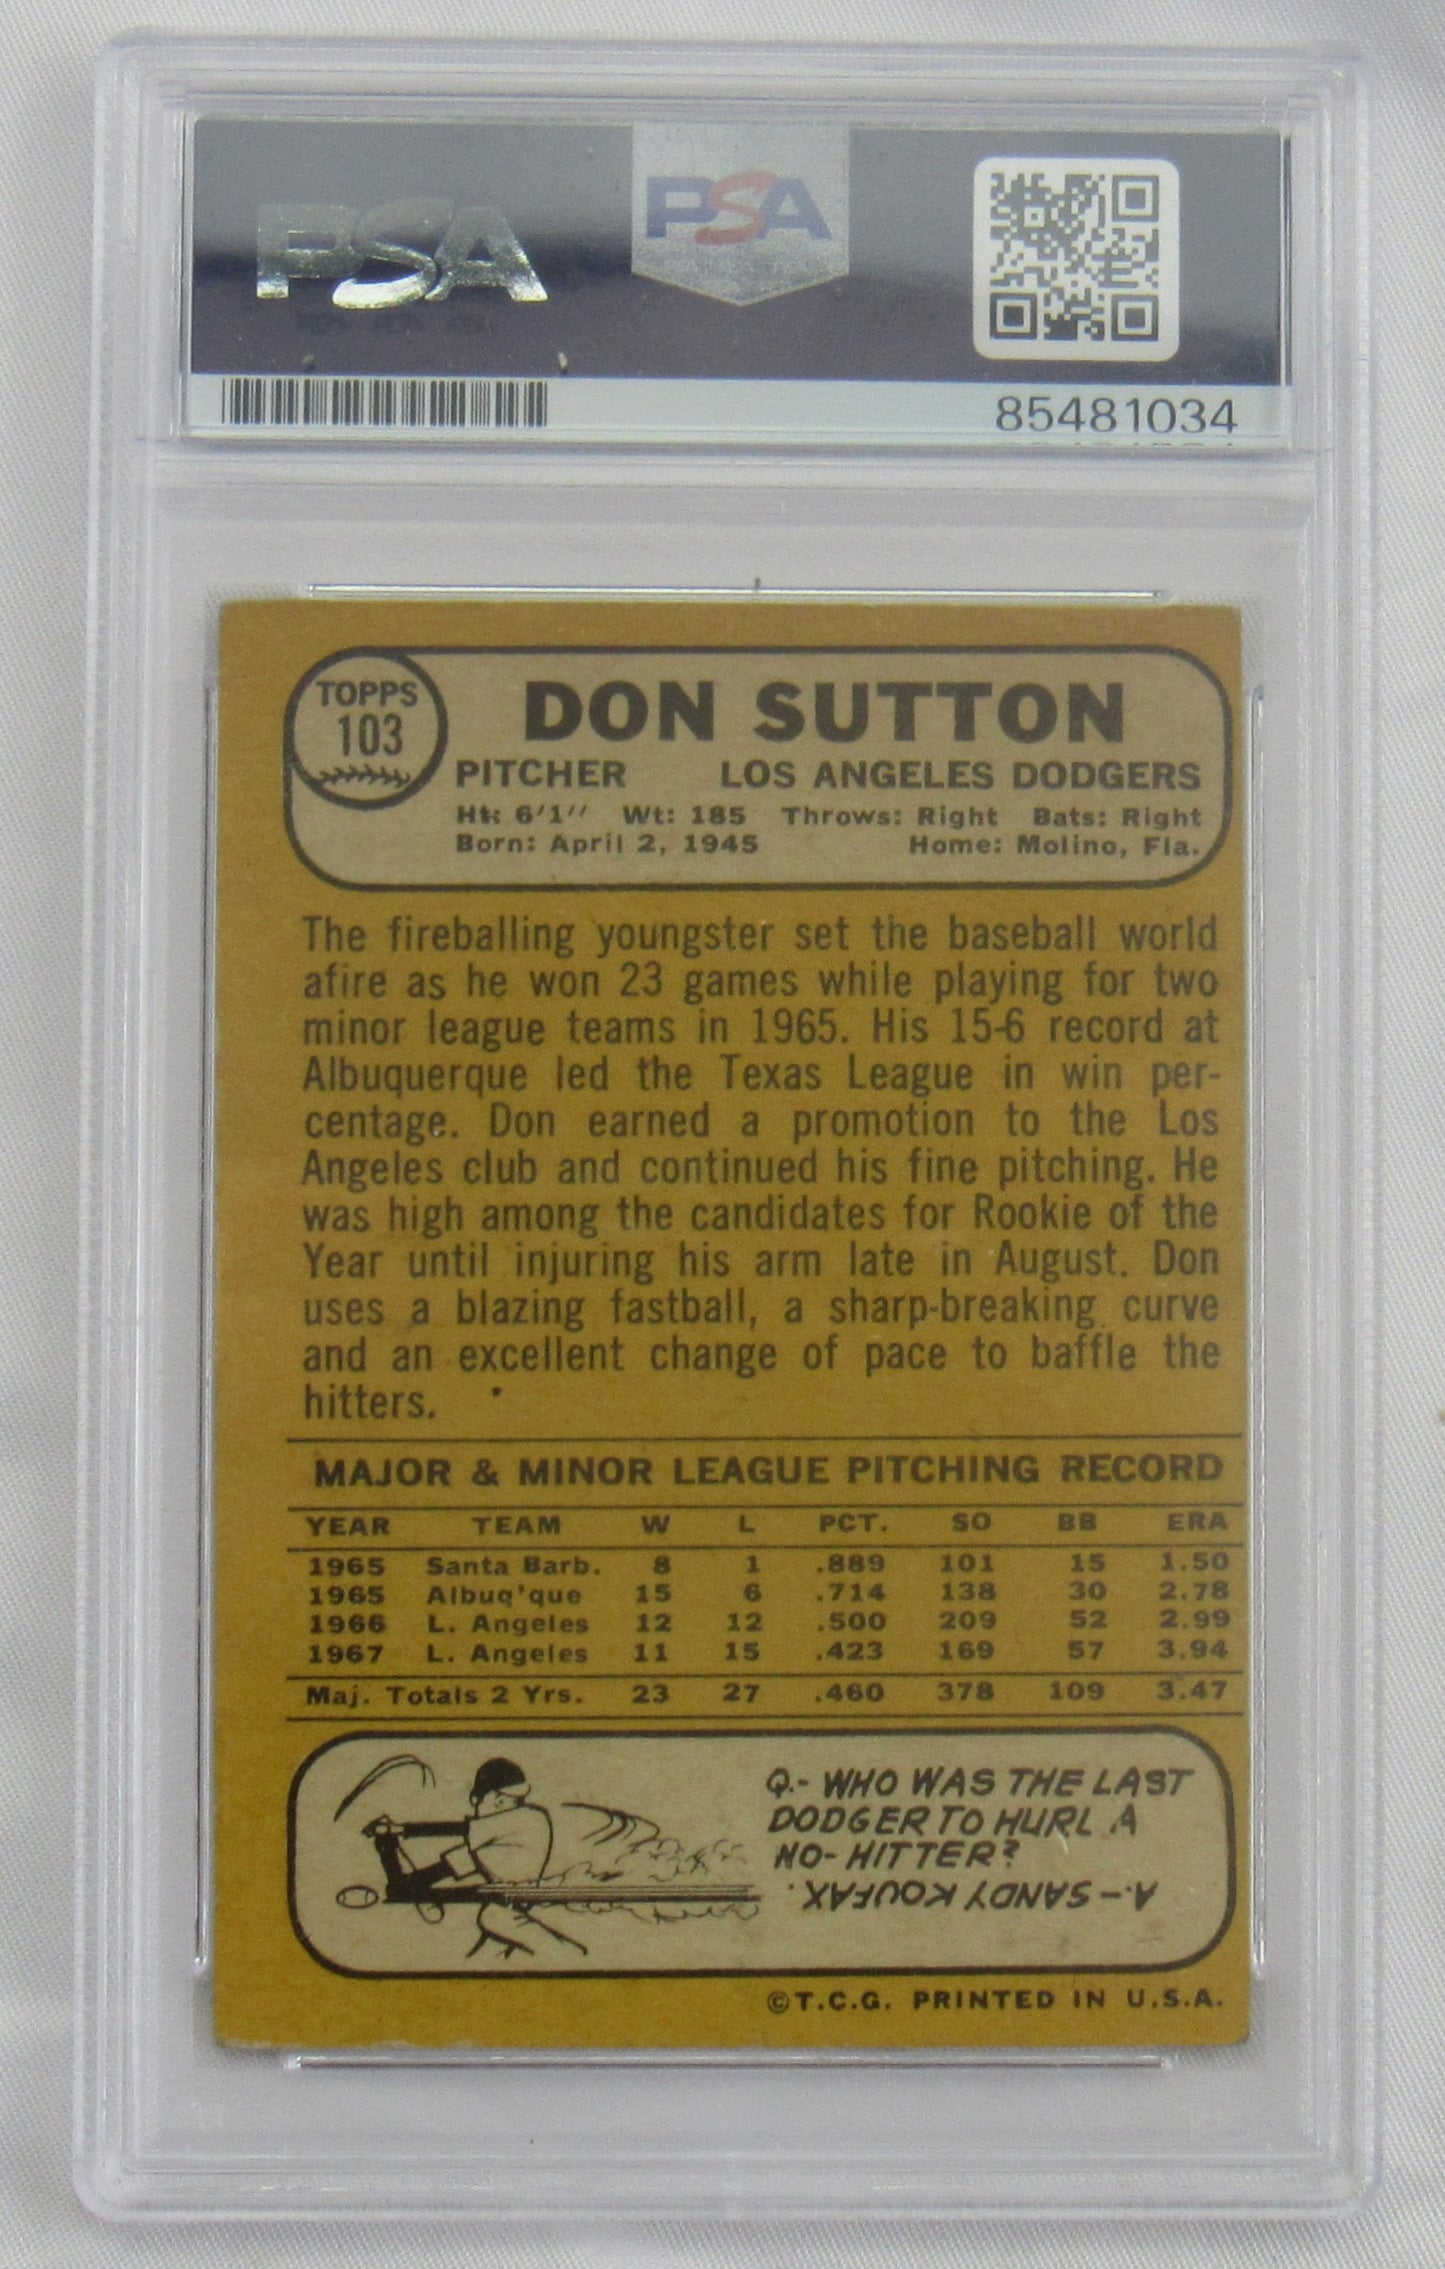 PSA
PSA
85481034
TOPPS
103
DON SUTTON
PITCHER LOS ANGELES DODGERS
Ht: 6'1" Wt: 185 Throws: Right Bats: Right
Born: April 2, 1945 Home: Molino, Fla.
The fireballing youngster set the baseball world
afire as he won 23 games while playing for two
minor league teams in 1965. His 15-6 record at
Albuquerque led the Texas League in win per-
centage. Don earned a promotion to the Los
Angeles club and continued his fine pitching. He
was high among the candidates for Rookie of the
Year until injuring his arm late in August. Don
uses a blazing fastball, a sharp-breaking curve
and an excellent change of pace to baffle the
hitters.
MAJOR & MINOR LEAGUE PITCHING RECORD
YEAR TEAM W L PCT. SO BB ERA
1965 Santa Barb. 8 1 .889 101 15 1.50
1965 Albuq'que 15 6 .714 138 30 2.78
1966 L. Angeles 12 12 .500 209 52 2.99
1967 L. Angeles 11 15 .423 169 57 3.94
Maj. Totals 2 Yrs. 23 27 .460 378 109 3.47
Q.- WHO WAS THE LAST
DODGER TO HURL A
NO-HITTER?
A.- SANDY KOUFAX.
©T.C.G. PRINTED IN U.S.A.